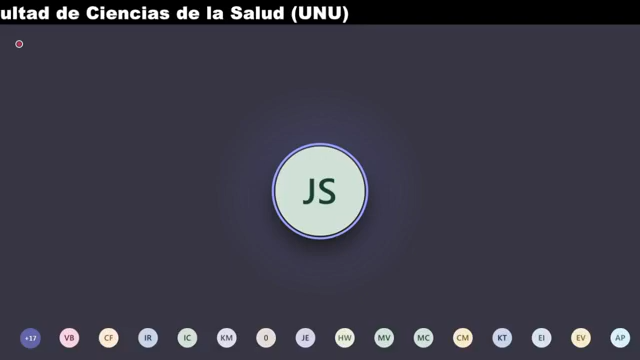 ultad de Ciencias de la Salud (UNU)
JS
+17 VB CF IR IC KM 0 JE HW MV MC CM KT EI EV AP